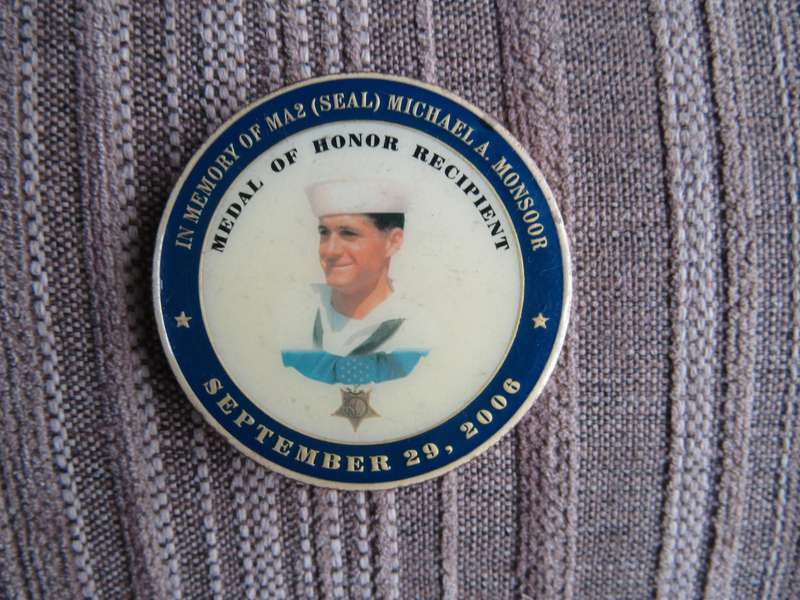 IN MEMORY OF MA2 (SEAL) MICHAEL A. MONSOOR
MEDAL OF HONOR RECIPIENT
SEPTEMBER 29, 2006